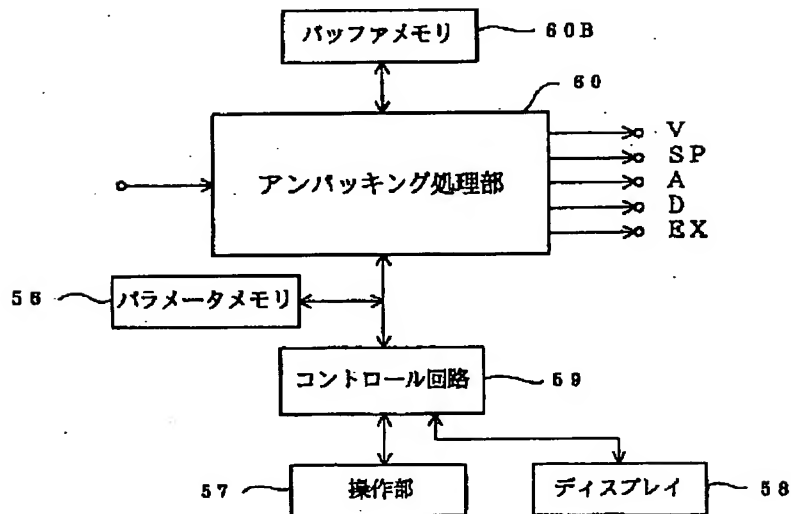 バッファメモリ
60B
60
アンパッキング処理部
V
SP
A
D
EX
56
パラメータメモリ
コントロール回路
59
57
操作部
ディスプレイ
58